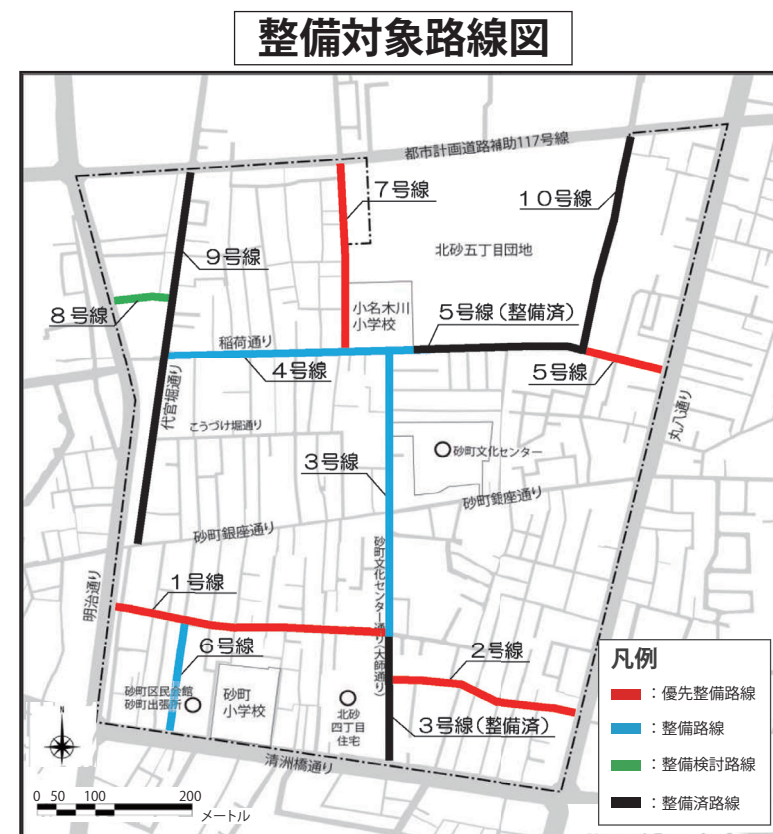 整備対象路線図
都市計画道路補助117号線
7号線
10号線
9号線
北砂五丁目団地
8号線
小名木川
小学校
5号線(整備済)
稲荷通り
4号線
5号線
代官堀通り
丸八通り
こうづけ堀通り
3号線
砂町文化センター
砂町銀座通り
砂町銀座通り
砂町文化センター通り(大師通り)
明治通り
1号線
6号線
2号線
砂町区民会館
砂町出張所
砂町
小学校
北砂
四丁目
住宅
3号線(整備済)
清洲橋通り
凡例
:優先整備路線
:整備路線
:整備検討路線
:整備済路線
N
0 50 100 200
メートル